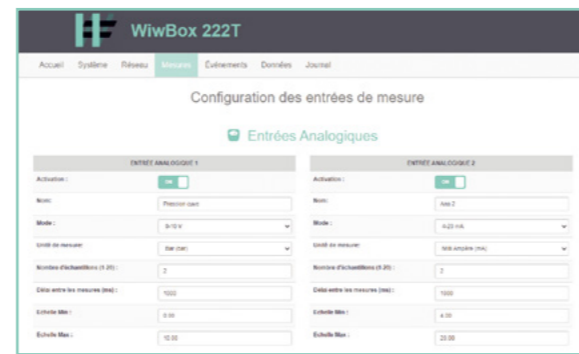 WiwBox 222T
Accueil Système Réseau Mesures Événements Données Journal
Configuration des entrées de mesure
Entrées Analogiques
ENTRÉE ANALOGIQUE 1
Activation :
ON
Nom:
Mode :
0-10 V
Unité de mesure:
Bar (bar)
Nombre d'échantillons (1-20) :
2
Délai entre les mesures (ms) :
1000
Echelle Min :
0.00
Echelle Max :
10.00
ENTRÉE ANALOGIQUE 2
Activation :
ON
Nom:
Ana 2
Mode :
4-20 mA
Unité de mesure:
Milli Ampère (mA)
Nombre d'échantillons (1-20) :
2
Délai entre les mesures (ms) :
1000
Echelle Min :
4.00
Echelle Max :
20.00